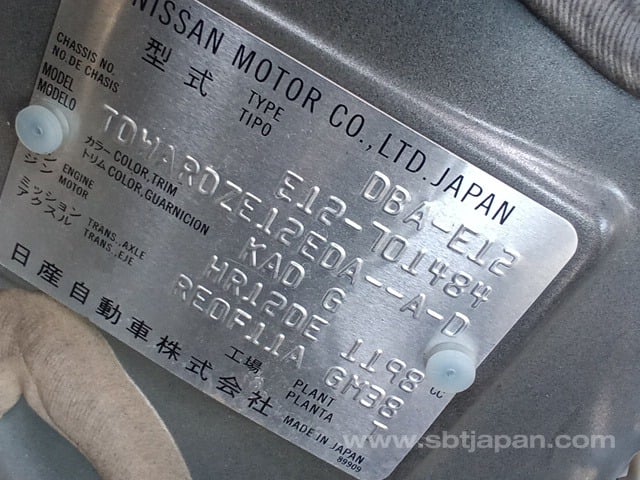 NISSAN MOTOR CO., LTD. JAPAN
型式 TYPE TIPO DBA-E12
CHASSIS NO. NO. DE CHASIS E12-701484
MODEL MODELO TDWARDZE12EDA--A-D
カラー トリム COLOR, TRIM COLOR, GUARNICION KAD G
ジン ENGINE MOTOR HR12DE 1198 cc
ミッション アクスル TRANS., AXLE TRANS., EJE RE0F11A GM38
工場 PLANT PLANTA T
日産自動車株式会社 MADE IN JAPAN
89909
www.sbtjapan.com